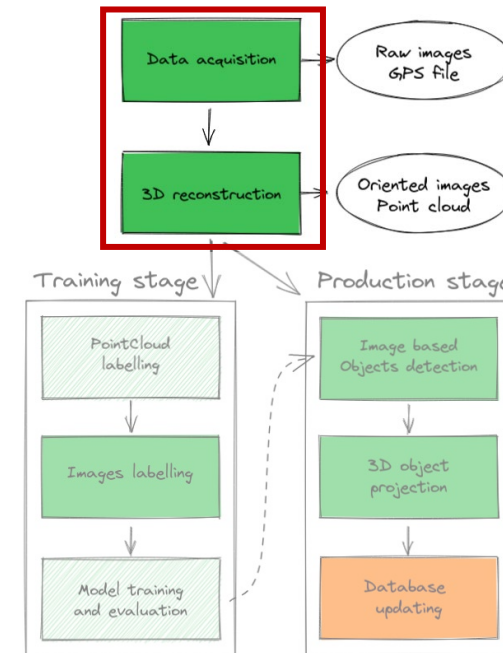 Data acquisition
Raw images
GPS file
3D reconstruction
Oriented images
Point cloud
Training stage
Production stage
PointCloud
labelling
Image based
Objects detection
Images labelling
3D object
projection
Model training
and evaluation
Database
updating